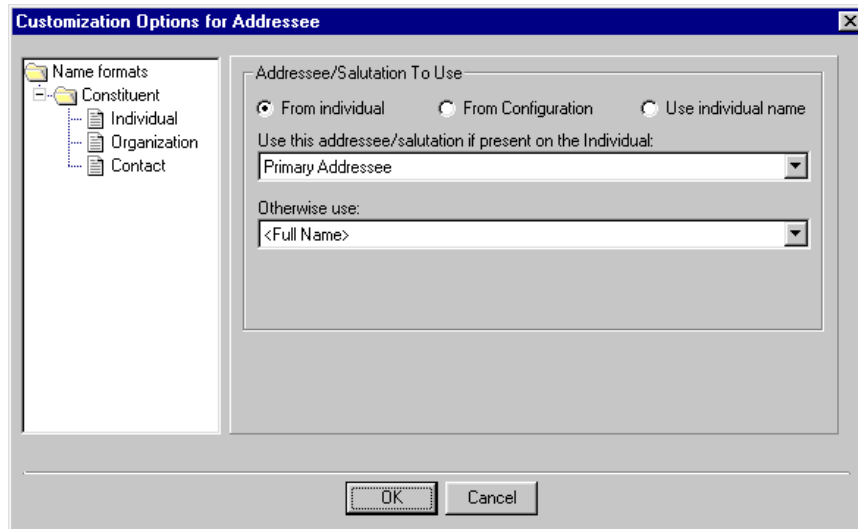 Customization Options for Addressee
Name formats
Constituent
Individual
Organization
Contact
Addressee/Salutation To Use
From individual From Configuration Use individual name
Use this addressee/salutation if present on the Individual:
Primary Addressee
Otherwise use:
<Full Name>
OK Cancel